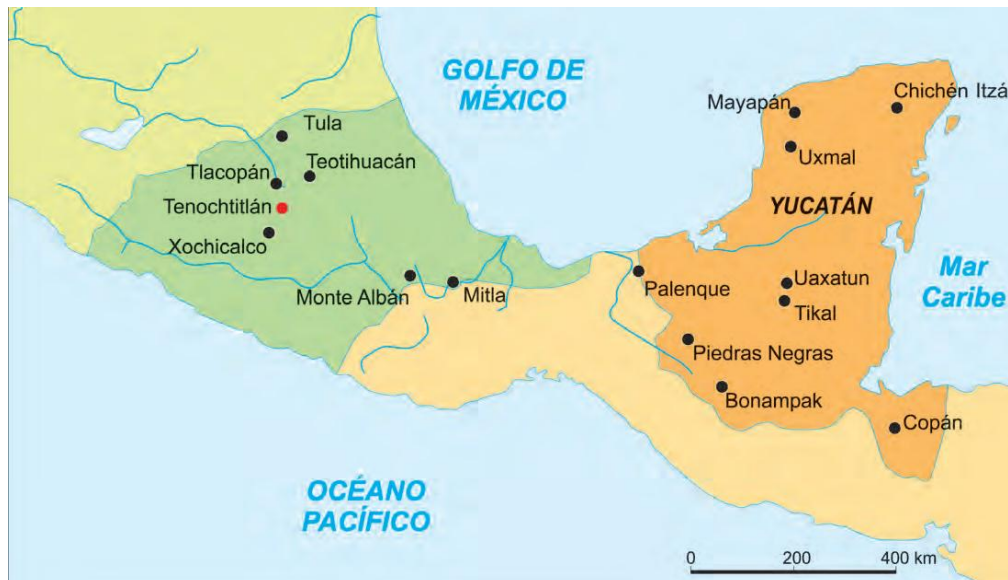 GOLFO DE
MÉXICO
Mayapán
Chichén Itzá
Tula
Teotihuacán
Uxmal
Tlacopán
Tenochtitlán
YUCATÁN
Xochicalco
Mar
Caribe
Monte Albán
Mitla
Palenque
Uaxatun
Tikal
Piedras Negras
Bonampak
Copán
OCÉANO
PACÍFICO
0 200 400 km